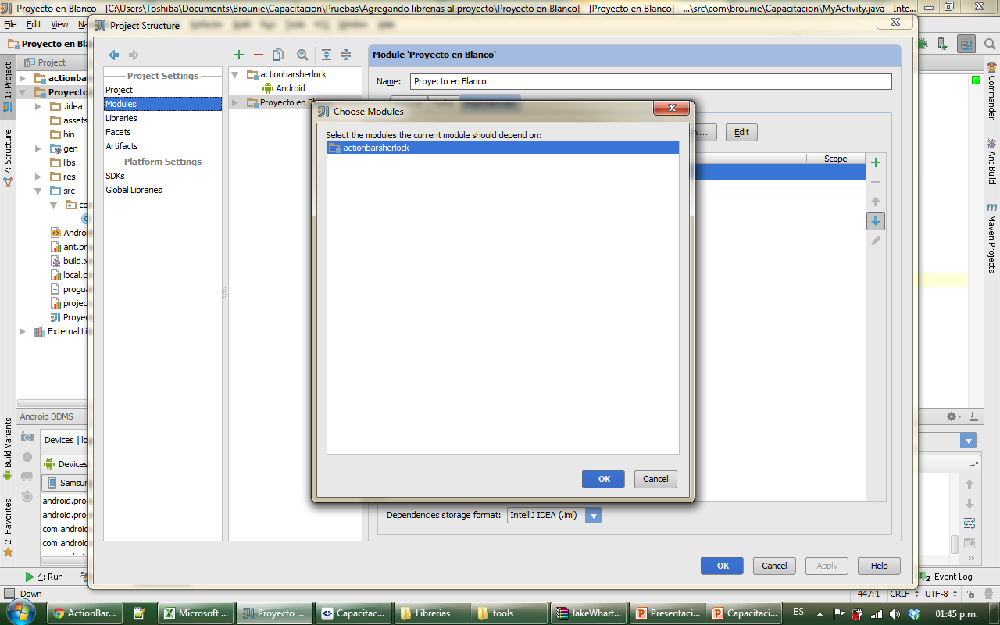 Proyecto en Blanco - [C:\Users\Toshiba\Documents\Brounie\Capacitacion\Pruebas\Agregando librerias al proyecto\Proyecto en Blanco] - [Proyecto en Blanco] - ...\src\com\brounie\Capacitacion\MyActivity.java - Inte...
File Edit View Na
Project Structure
Proyecto en Bla
Project
1: Project
Z: Structure
Build Variants
2: Favorites
actionba
Proyecto
.idea
assets
bin
gen
libs
res
src
co
Androi
ant.pr
build.x
local.p
progua
project
Proyec
External Li
Project Settings
Project
Modules
Libraries
Facets
Artifacts
Platform Settings
SDKs
Global Libraries
actionbarsherlock
Android
Proyecto en Bl
Module 'Proyecto en Blanco'
Name: Proyecto en Blanco
w... Edit
Scope
Choose Modules
Select the modules the current module should depend on:
actionbarsherlock
OK Cancel
Dependencies storage format: IntelliJ IDEA (.iml)
OK Cancel Apply Help
Commander
Ant Build
m Maven Projects
Android DDMS
Devices | lo
Devices
Samsun
android.proc
android.proc
com.android
com.android
4: Run
2 Event Log
Down
447:1 CRLF UTF-8
ActionBar...
Microsoft ...
Proyecto ...
Capacitac...
Librerias
tools
JakeWhart...
Presentaci...
Capacitaci...
ES
01:45 p.m.